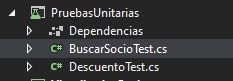 PruebasUnitarias
Dependencias
C# BuscarSocioTest.cs
C# DescuentoTest.cs